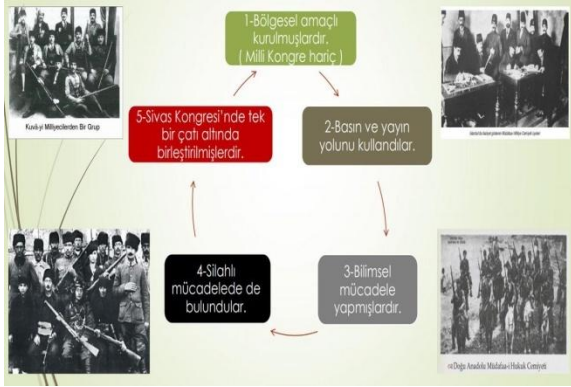 1-Bölgesel amaçlı
kurulmuşlardır.
( Milli Kongre hariç )
2-Basın ve yayın
yolunu kullandılar.
3-Bilimsel
mücadele
yapmışlardır.
4-Silahlı
mücadelede de
bulundular.
5-Sivas Kongresi'nde tek
bir çatı altında
birleştirilmişlerdir.
Kuvâ-yi Milliyecilerden Bir Grup
Doğu Anadolu Müdafaa-i Hukuk Cemiyeti